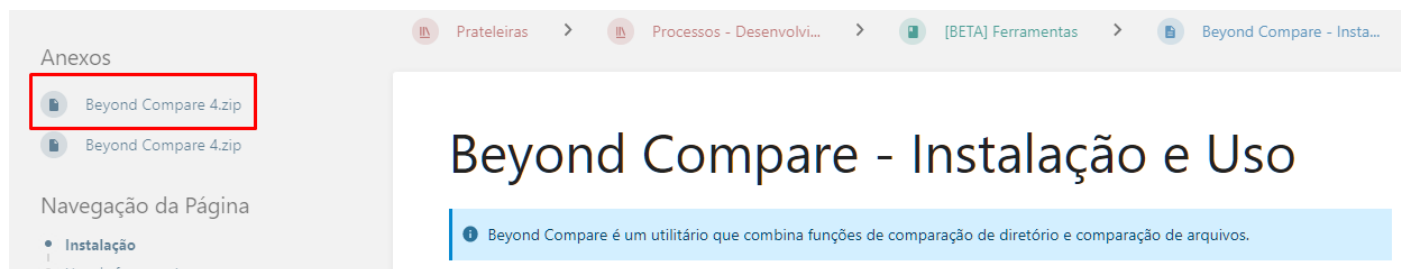 Prateleiras > Processos - Desenvolvi... > [BETA] Ferramentas > Beyond Compare - Insta...
Anexos
Beyond Compare 4.zip
Beyond Compare 4.zip
Navegação da Página
Instalação
Beyond Compare - Instalação e Uso
Beyond Compare é um utilitário que combina funções de comparação de diretório e comparação de arquivos.